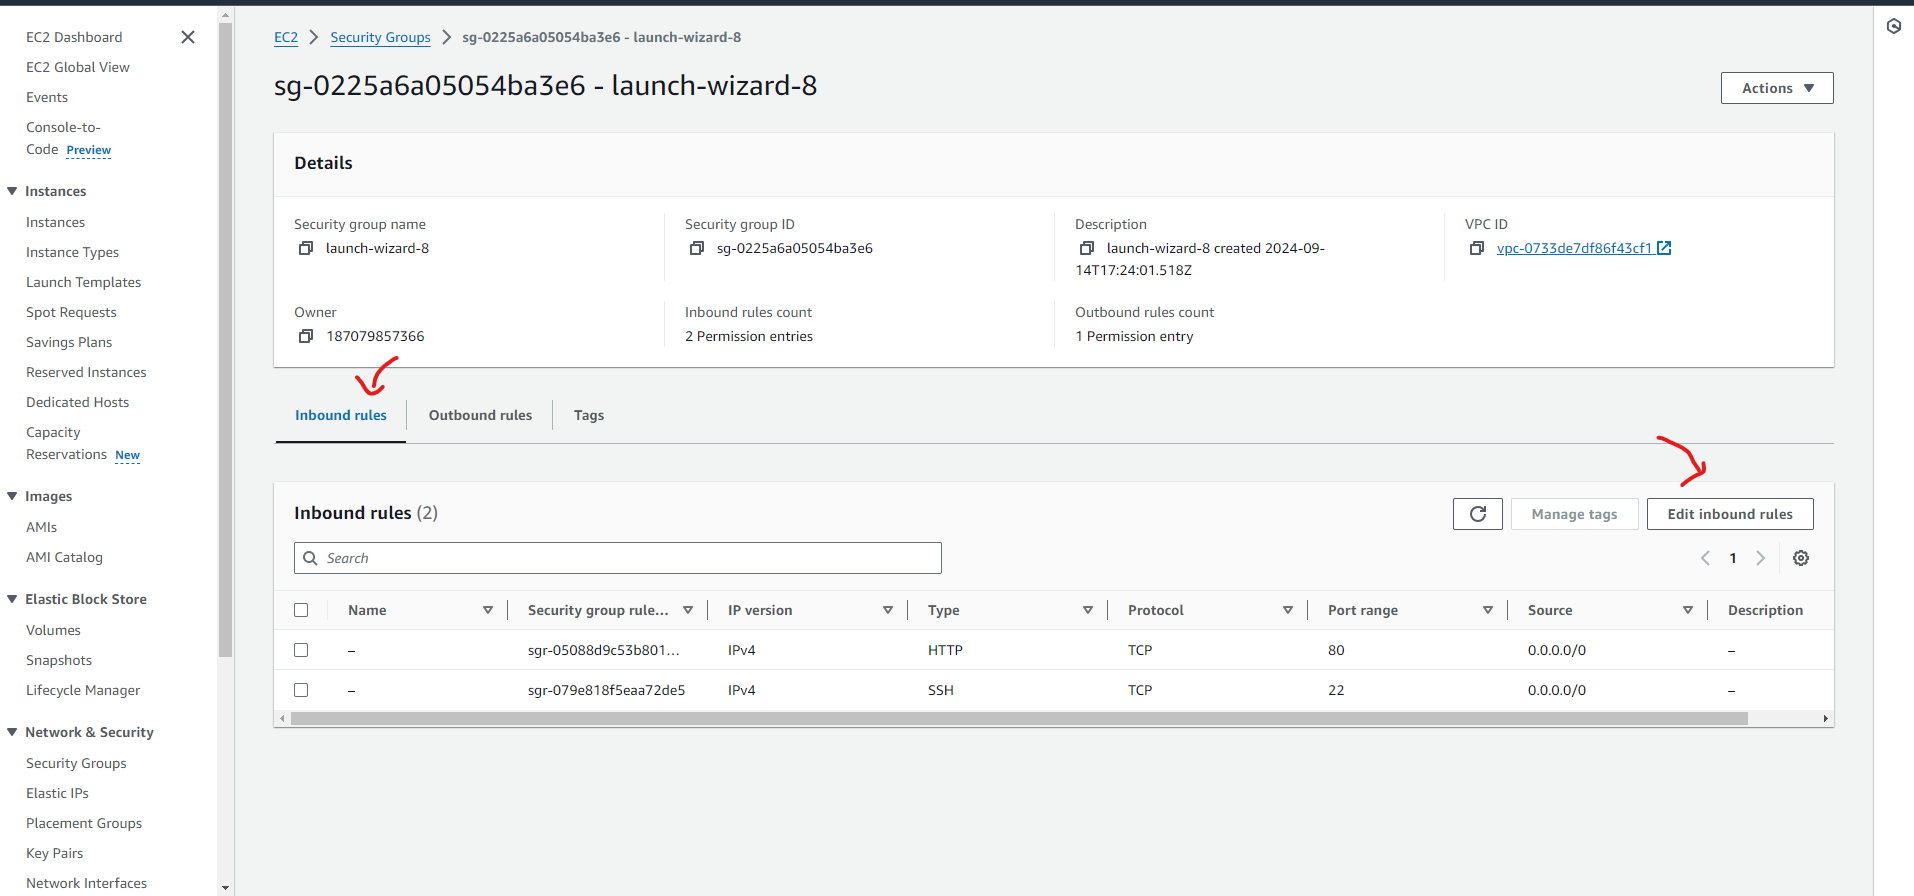 EC2 Dashboard
EC2 Global View
Events
Console-to-
Code Preview
Instances
Instances
Instance Types
Launch Templates
Spot Requests
Savings Plans
Reserved Instances
Dedicated Hosts
Capacity
Reservations New
Images
AMIs
AMI Catalog
Elastic Block Store
Volumes
Snapshots
Lifecycle Manager
Network & Security
Security Groups
Elastic IPs
Placement Groups
Key Pairs
Network Interfaces
EC2 Security Groups sg-0225a6a05054ba3e6 - launch-wizard-8
sg-0225a6a05054ba3e6 - launch-wizard-8
Actions
Details
Security group name
launch-wizard-8
Security group ID
sg-0225a6a05054ba3e6
Description
launch-wizard-8 created 2024-09-
14T17:24:01.518Z
VPC ID
vpc-0733de7df86f43cf1
Owner
187079857366
Inbound rules count
2 Permission entries
Outbound rules count
1 Permission entry
Inbound rules Outbound rules Tags
Inbound rules (2)
Manage tags Edit inbound rules
Search
1
Name Security group rule... IP version Type Protocol Port range Source Description
– sgr-05088d9c53b801... IPv4 HTTP TCP 80 0.0.0.0/0 –
– sgr-079e818f5eaa72de5 IPv4 SSH TCP 22 0.0.0.0/0 –